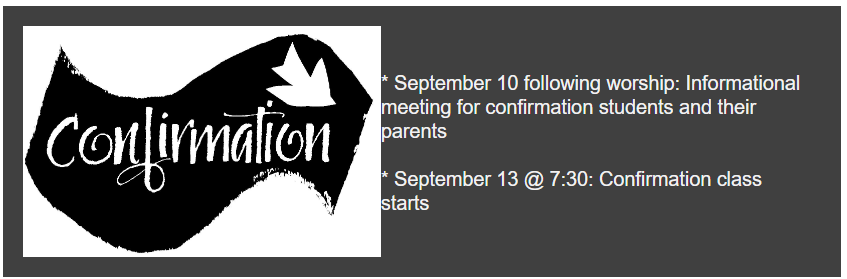 Confirmation
* September 10 following worship: Informational
meeting for confirmation students and their
parents
* September 13 @ 7:30: Confirmation class
starts